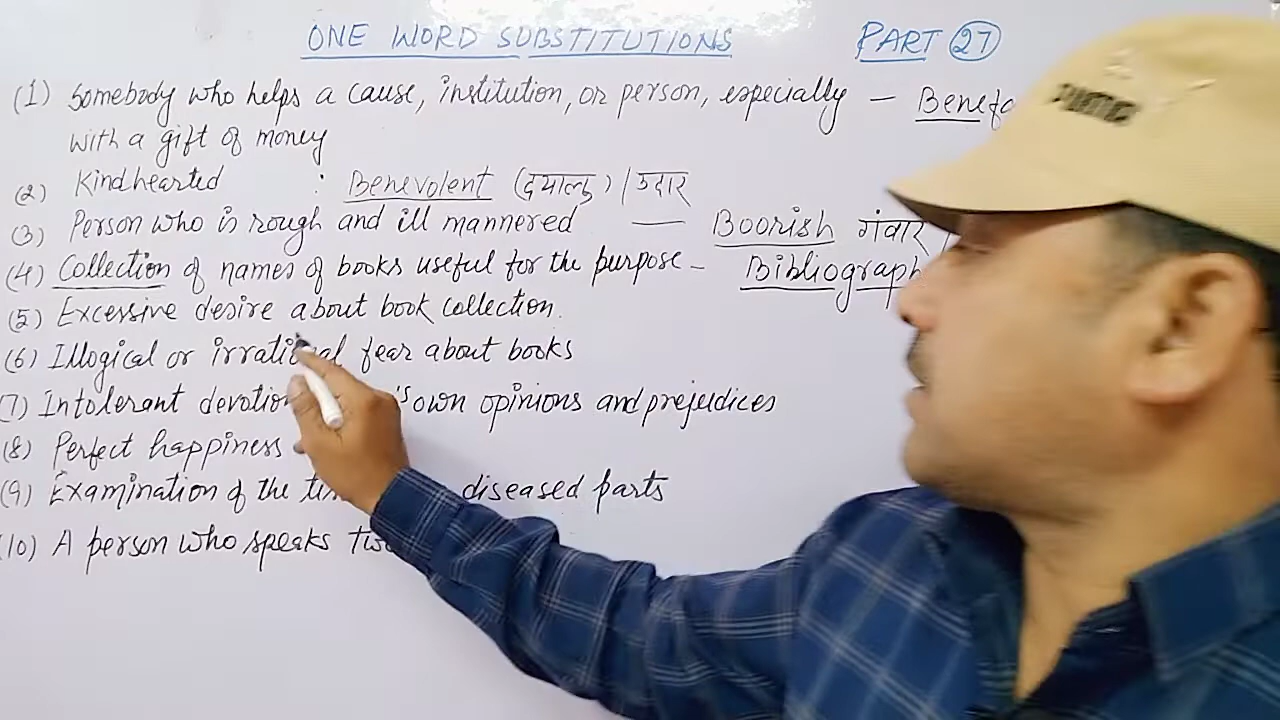 ONE WORD SUBSTITUTIONS PART 27
(1) Somebody who helps a cause, institution, or person, especially — Benefa
with a gift of money
(2) Kindhearted : Benevolent (दयालु) / उदार
(3) Person who is rough and ill mannered — Boorish गंवार /
(4) Collection of names of books useful for the purpose - Bibliograph
(5) Excessive desire about book collection.
(6) Illogical or irrational fear about books
(7) Intolerant devotion 's own opinions and prejudices
(8) Perfect happiness
(9) Examination of the diseased parts
(10) A person who speaks
PUMA